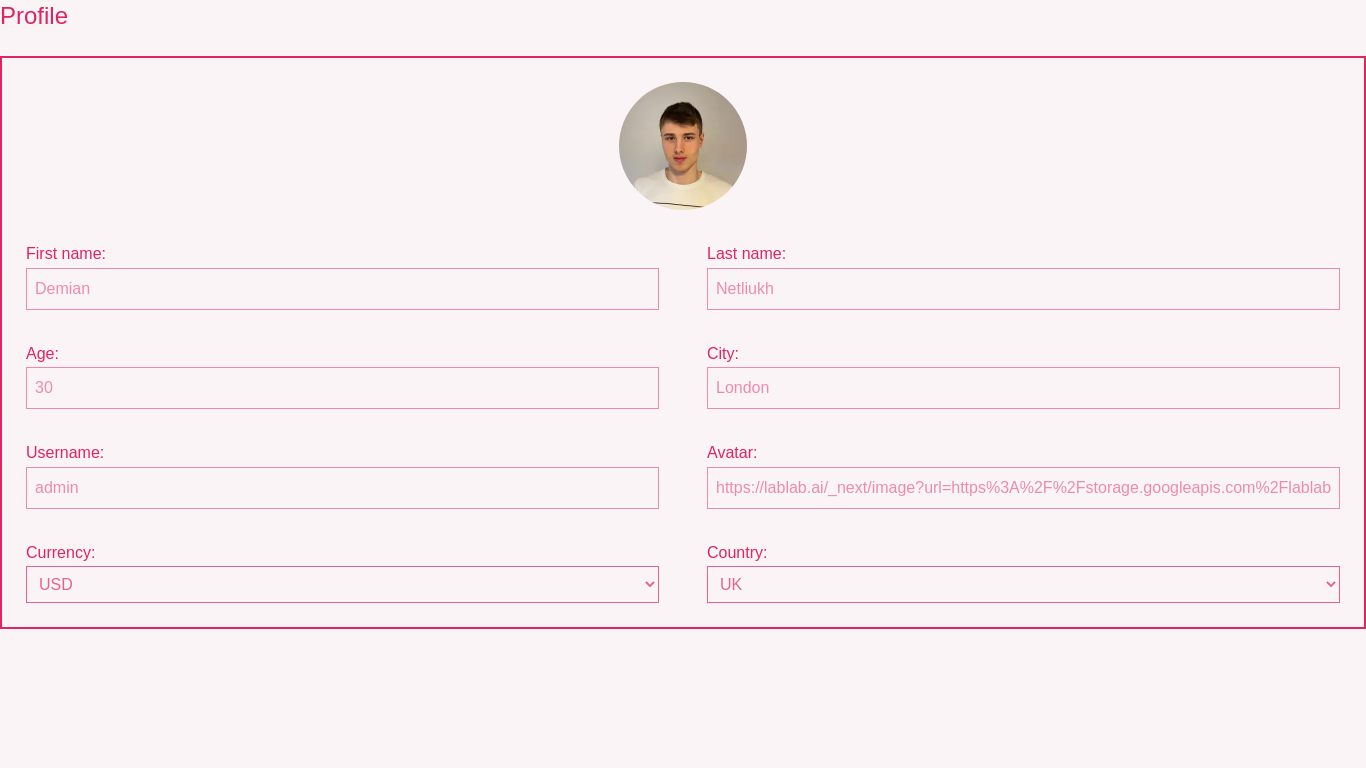 Profile
First name:
Last name:
Demian
Netliukh
Age:
City:
30
London
Username:
Avatar:
admin
https://lablab.ai/_next/image?url=https%3A%2F%2Fstorage.googleapis.com%2Flablab
Currency:
Country:
USD
UK